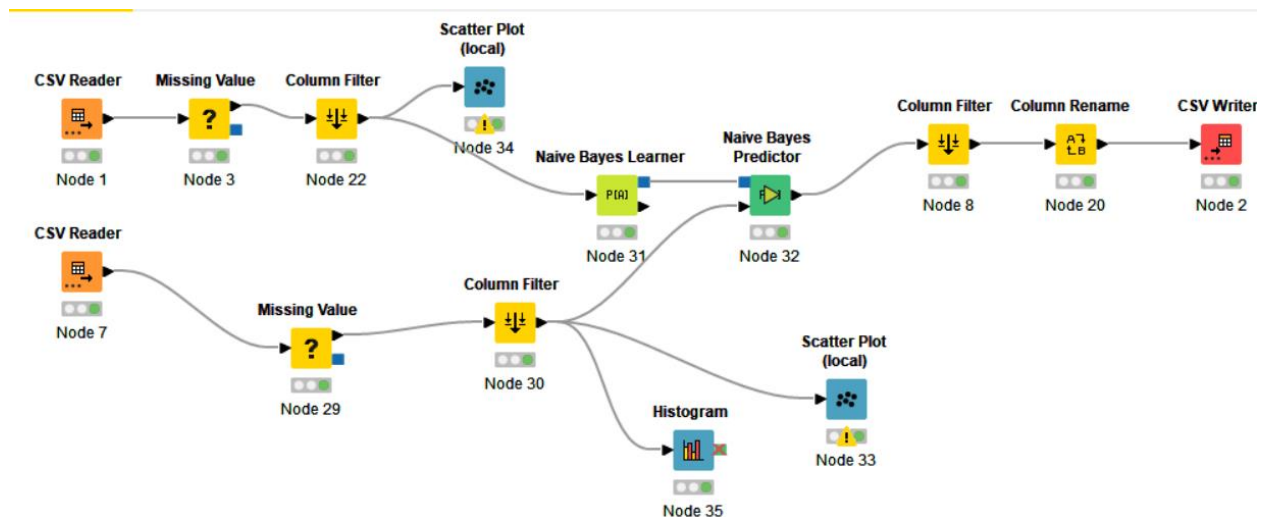 Scatter Plot
(local)
CSV Reader
Missing Value
Column Filter
?
Node 34
Node 1
Node 3
Node 22
Naive Bayes Learner
P[A]
Node 31
Naive Bayes
Predictor
Node 32
Column Filter
Column Rename
CSV Writer
A
B
Node 8
Node 20
Node 2
CSV Reader
Node 7
Missing Value
?
Node 29
Column Filter
Node 30
Scatter Plot
(local)
Node 33
Histogram
Node 35